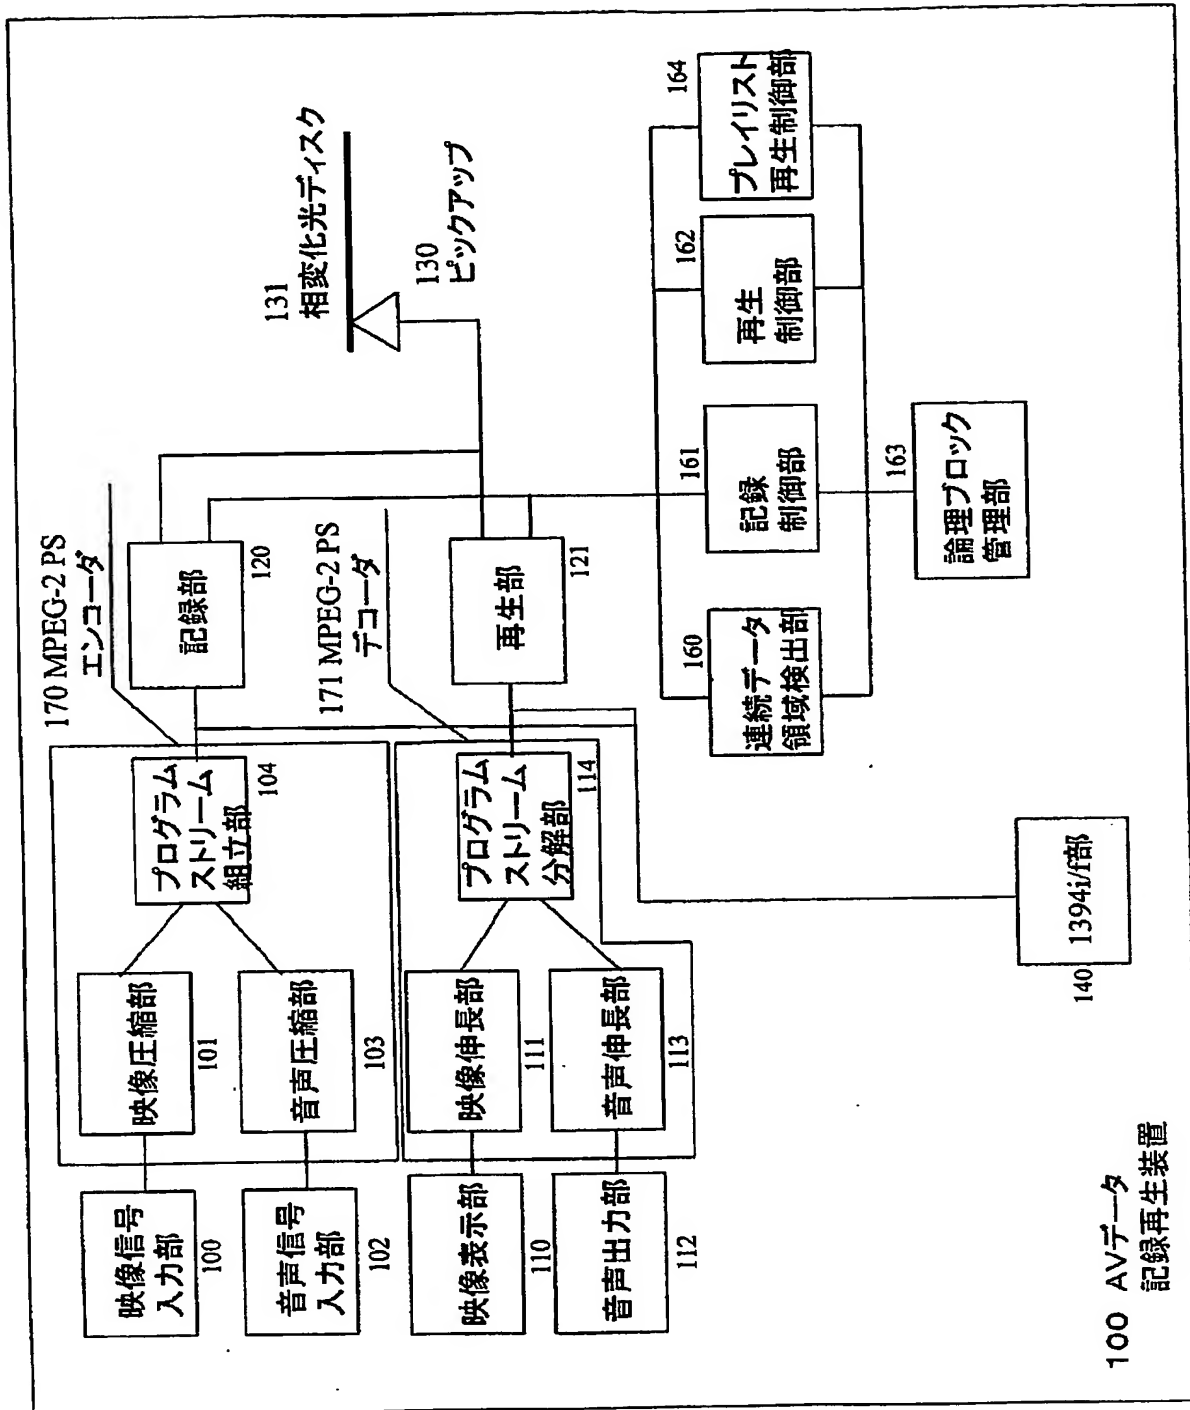 170 MPEG-2 PS
エンコーダ
映像信号
入力部
100
映像圧縮部
101
プログラム
ストリーム
組立部
104
記録部
120
音声信号
入力部
102
音声圧縮部
103
171 MPEG-2 PS
デコーダ
131
相変化光ディスク
130
ピックアップ
映像表示部
110
映像伸長部
111
プログラム
ストリーム
分解部
114
再生部
121
音声出力部
112
音声伸長部
113
160
連続データ
領域検出部
161
記録
制御部
162
再生
制御部
164
プレイリスト
再生制御部
163
論理ブロック
管理部
140
1394i/f部
100 AVデータ
記録再生装置